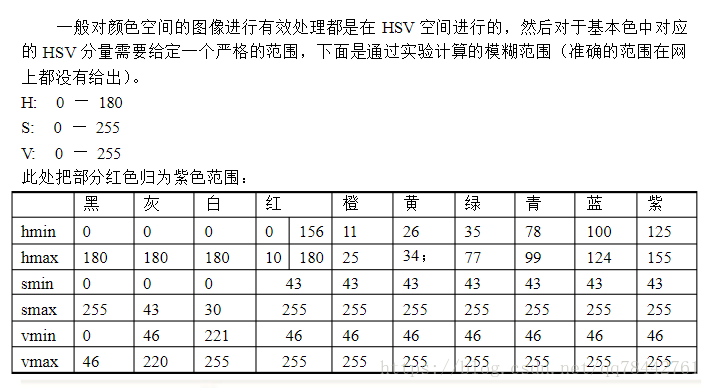 一般对颜色空间的图像进行有效处理都是在 HSV 空间进行的，然后对于基本色中对应
的 HSV 分量需要给定一个严格的范围，下面是通过实验计算的模糊范围（准确的范围在网
上都没有给出）。
H: 0 — 180
S: 0 — 255
V: 0 — 255
此处把部分红色归为紫色范围：
黑 灰 白 红 橙 黄 绿 青 蓝 紫
hmin 0 0 0 0 156 11 26 35 78 100 125
hmax 180 180 180 10 180 25 34； 77 99 124 155
smin 0 0 0 43 43 43 43 43 43 43
smax 255 43 30 255 255 255 255 255 255 255
vmin 0 46 221 46 46 46 46 46 46 46
vmax 46 220 255 255 255 255 255 255 255 255